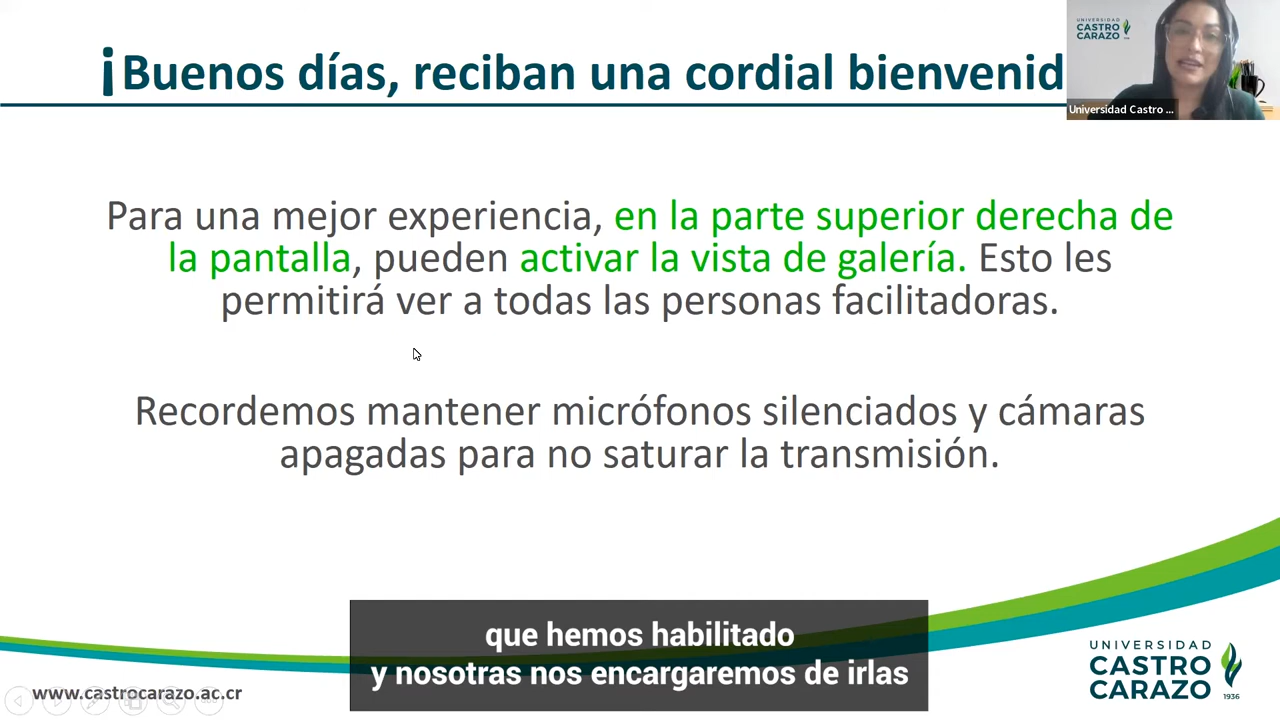 ¡Buenos días, reciban una cordial bienvenid
UNIVERSIDAD
CASTRO
CARAZO
Universidad Castro ...
Para una mejor experiencia, en la parte superior derecha de
la pantalla, pueden activar la vista de galería. Esto les
permitirá ver a todas las personas facilitadoras.
Recordemos mantener micrófonos silenciados y cámaras
apagadas para no saturar la transmisión.
que hemos habilitado
y nosotras nos encargaremos de irlas
www.castrocarazo.ac.cr
UNIVERSIDAD
CASTRO
CARAZO
1936